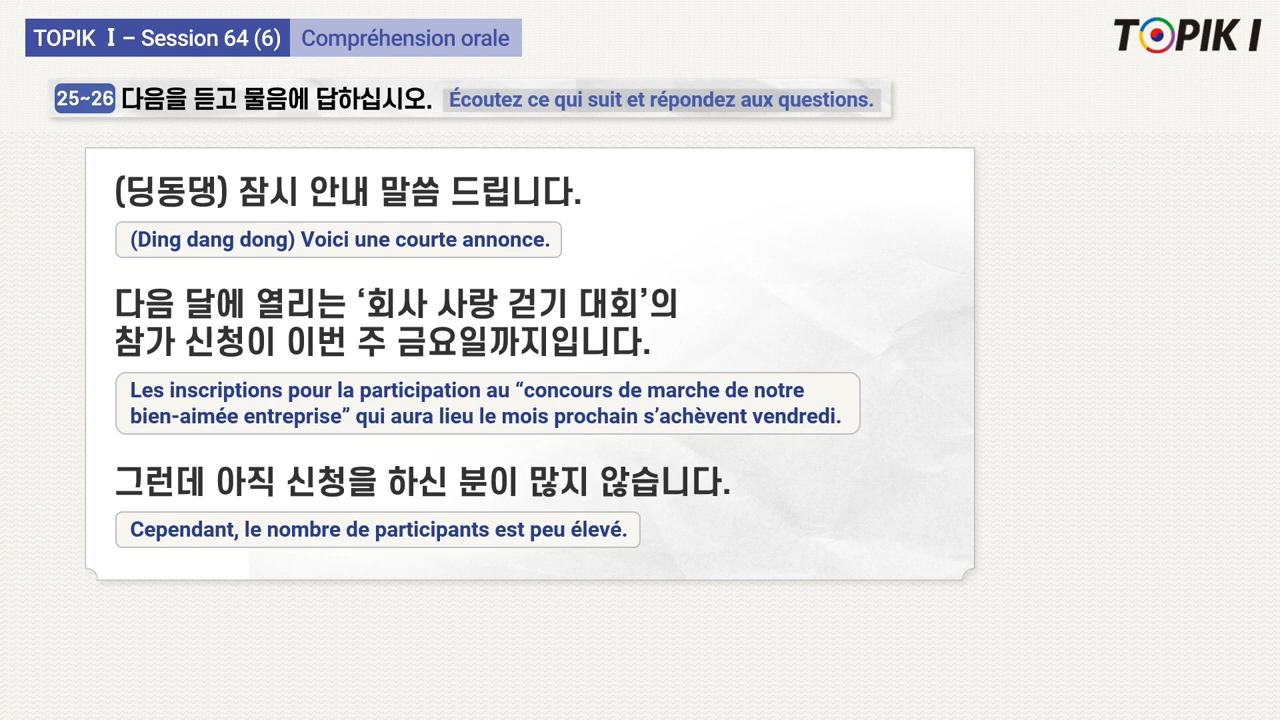 TOPIK Ⅰ – Session 64 (6) Compréhension orale
TOPIK I
25~26 다음을 듣고 물음에 답하십시오. Écoutez ce qui suit et répondez aux questions.
(딩동댕) 잠시 안내 말씀 드립니다.
(Ding dang dong) Voici une courte annonce.
다음 달에 열리는 ‘회사 사랑 걷기 대회’의
참가 신청이 이번 주 금요일까지입니다.
Les inscriptions pour la participation au “concours de marche de notre
bien-aimée entreprise” qui aura lieu le mois prochain s’achèvent vendredi.
그런데 아직 신청을 하신 분이 많지 않습니다.
Cependant, le nombre de participants est peu élevé.